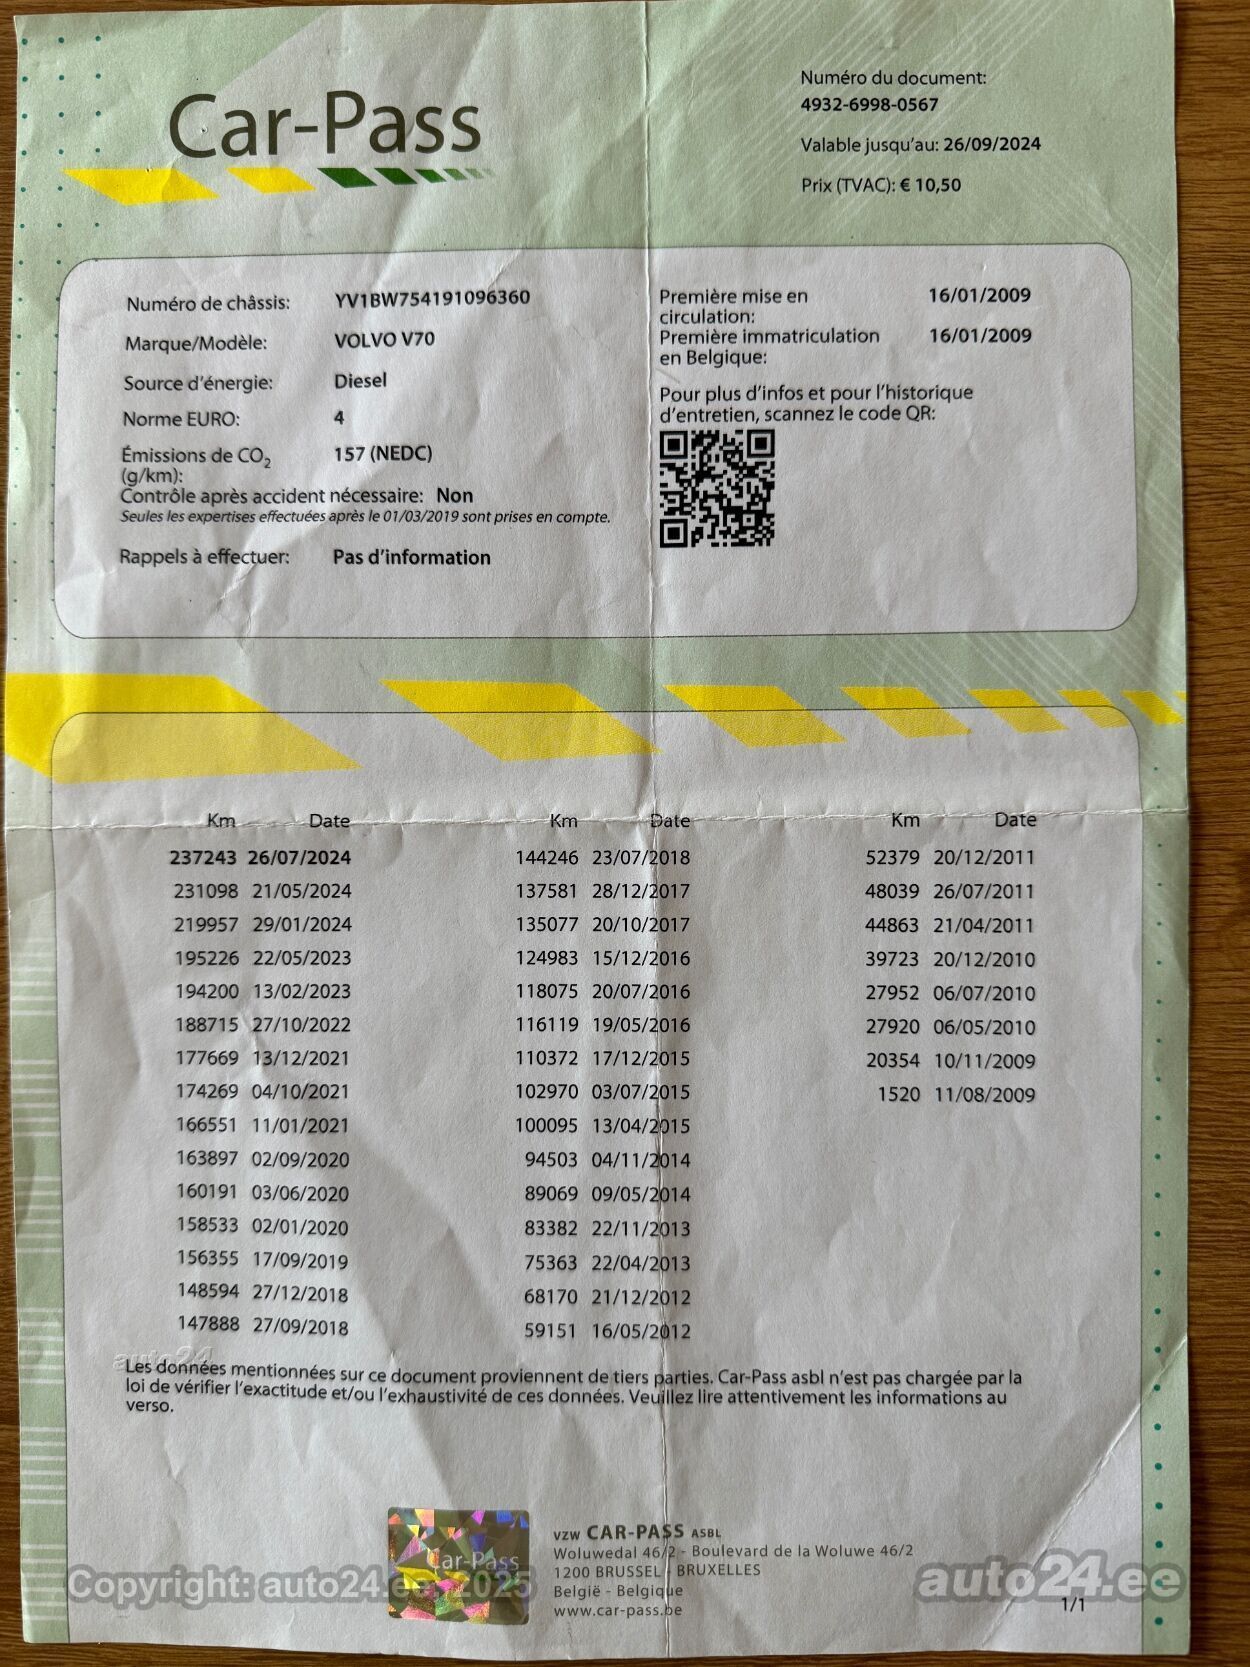 Car-Pass
Numéro du document:
4932-6998-0567
Valable jusqu'au: 26/09/2024
Prix (TVAC): € 10,50
Numéro de châssis: YV1BW754191096360
Marque/Modèle: VOLVO V70
Source d'énergie: Diesel
Norme EURO: 4
Émissions de CO2 157 (NEDC)
(g/km):
Contrôle après accident nécessaire: Non
Seules les expertises effectuées après le 01/03/2019 sont prises en compte.
Rappels à effectuer: Pas d'information
Première mise en 16/01/2009
circulation:
Première immatriculation 16/01/2009
en Belgique:
Pour plus d'infos et pour l'historique
d'entretien, scannez le code QR:
Km Date
237243 26/07/2024
231098 21/05/2024
219957 29/01/2024
195226 22/05/2023
194200 13/02/2023
188715 27/10/2022
177669 13/12/2021
174269 04/10/2021
166551 11/01/2021
163897 02/09/2020
160191 03/06/2020
158533 02/01/2020
156355 17/09/2019
148594 27/12/2018
147888 27/09/2018
Km Date
144246 23/07/2018
137581 28/12/2017
135077 20/10/2017
124983 15/12/2016
118075 20/07/2016
116119 19/05/2016
110372 17/12/2015
102970 03/07/2015
100095 13/04/2015
94503 04/11/2014
89069 09/05/2014
83382 22/11/2013
75363 22/04/2013
68170 21/12/2012
59151 16/05/2012
Km Date
52379 20/12/2011
48039 26/07/2011
44863 21/04/2011
39723 20/12/2010
27952 06/07/2010
27920 06/05/2010
20354 10/11/2009
1520 11/08/2009
auto24
Les données mentionnées sur ce document proviennent de tiers parties. Car-Pass asbl n'est pas chargée par la
loi de vérifier l'exactitude et/ou l'exhaustivité de ces données. Veuillez lire attentivement les informations au
verso.
Car-Pass
VZW CAR-PASS ASBL
Woluwedal 46/2 - Boulevard de la Woluwe 46/2
1200 BRUSSEL - BRUXELLES
België - Belgique
www.car-pass.be
1/1
Copyright: auto24.ee, 2025
auto24.ee